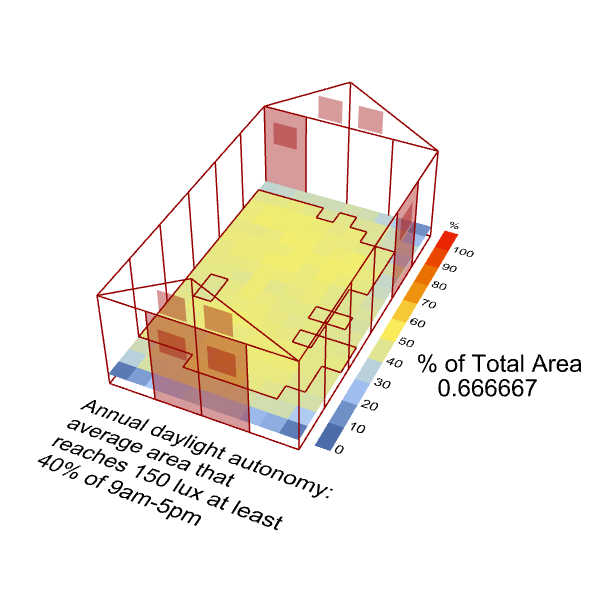 %
100
90
80
70
60
50
40
30
20
10
0
% of Total Area
0.666667
Annual daylight autonomy:
average area that
reaches 150 lux at least
40% of 9am-5pm